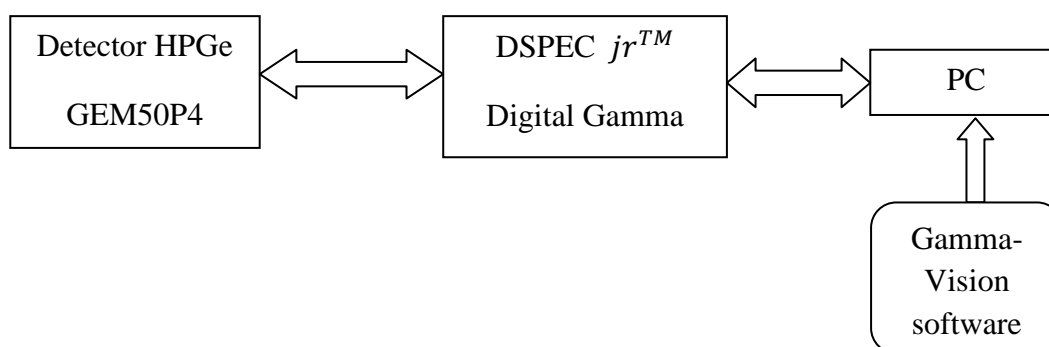 Detector HPGe
GEM50P4
DSPEC jr™
Digital Gamma
PC
Gamma-
Vision
software